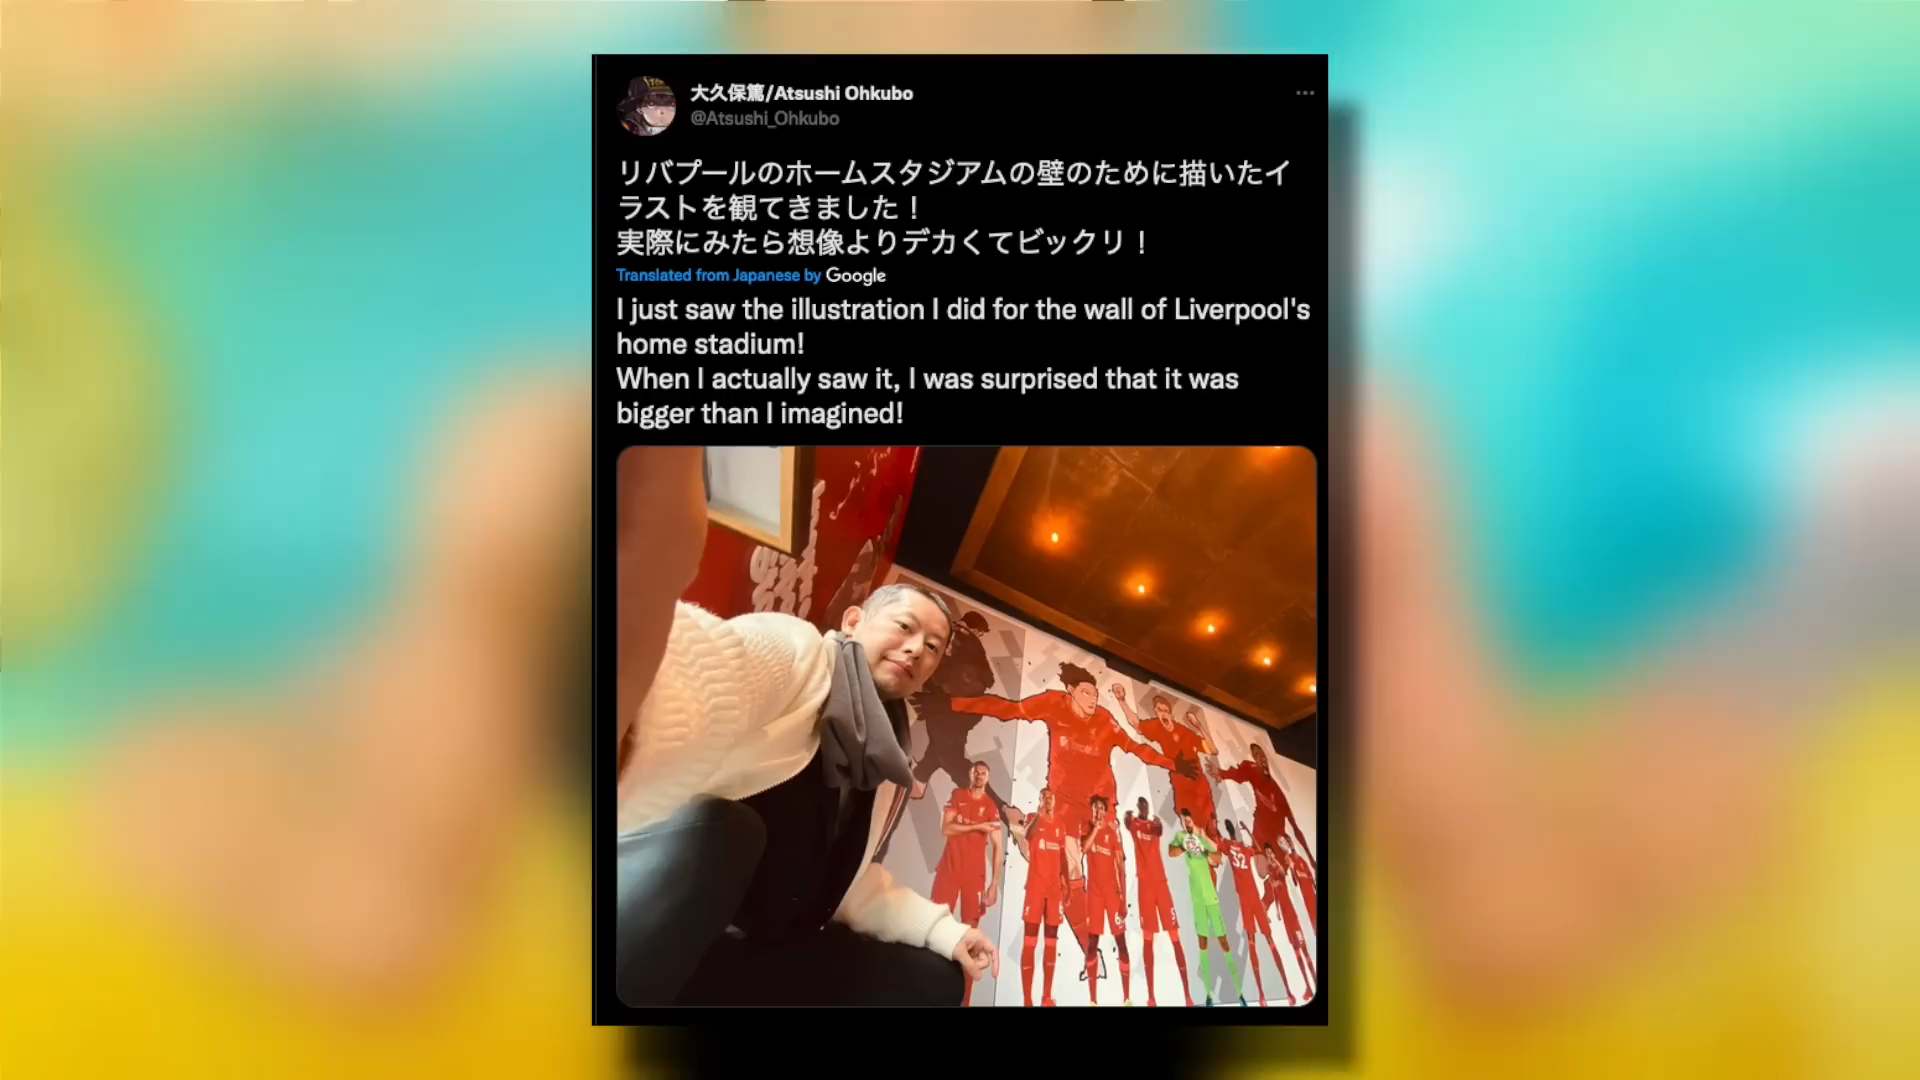 大久保篤/Atsushi Ohkubo
@Atsushi_Ohkubo
リバプールのホームスタジアムの壁のために描いたイ
ラストを観てきました！
実際にみたら想像よりデカくてビックリ！
Translated from Japanese by Google
I just saw the illustration I did for the wall of Liverpool's
home stadium!
When I actually saw it, I was surprised that it was
bigger than I imagined!
32